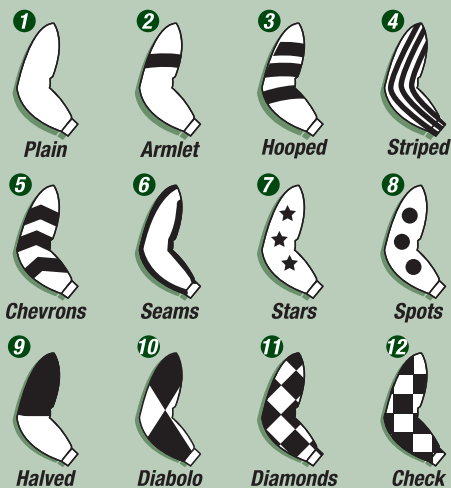 1 2 3 4
Plain Armlet Hooped Striped
5 6 7 8
Chevrons Seams Stars Spots
9 10 11 12
Halved Diabolo Diamonds Check